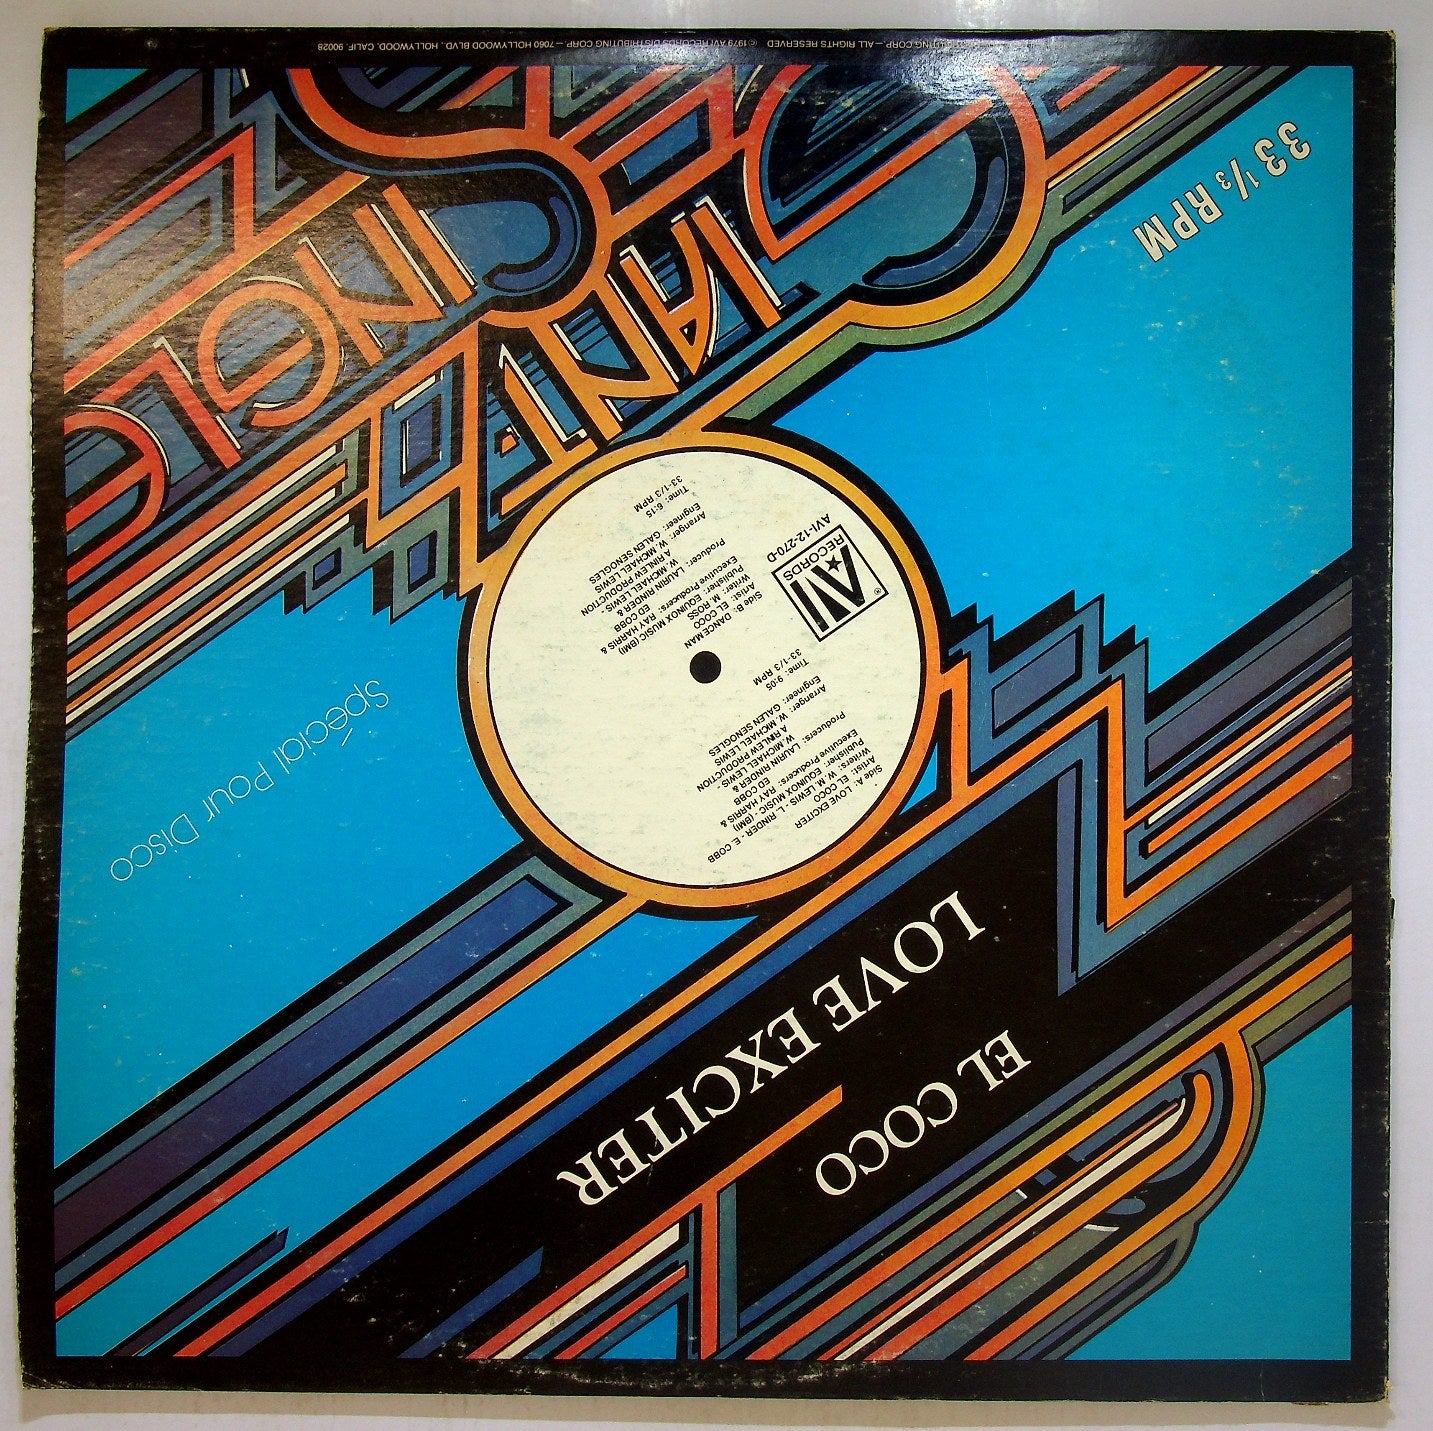 EL COCO
LOVE EXCITER
Side A: LOVE EXCITER
Artist: EL COCO
Writers: W. M. LEWIS - L. RINDER - E. COBB
Publisher: EQUINOX MUSIC - (BMI)
Executive Producers: RAY HARRIS &
ED COBB
Producers: LAURIN RINDER &
W. MICHAEL LEWIS -
A RINLEW PRODUCTION
Arranger: W. MICHAEL LEWIS
Engineer: GALEN SENOGLES
Time: 9:05
33-1/3 RPM
Side B: DANCE MAN
Artist: EL COCO
Writer: M. ROSS
Publisher: EQUINOX MUSIC (BMI)
Executive Producers: RAY HARRIS &
ED COBB
Producer: LAURIN RINDER &
W. MICHAEL LEWIS -
A RINLEW PRODUCTION
Arranger: W. MICHAEL LEWIS
Engineer: GALEN SENOGLES
Time: 6:15
33-1/3 RPM
AVI
RECORDS
®
AVI-12-270-D
Spécial Pour Disco
33 1/3 RPM
GIANT
SINGLE
CORP. — ALL RIGHTS RESERVED © 1979 AVI RECORDS DISTRIBUTING CORP. — 7060 HOLLYWOOD BLVD., HOLLYWOOD, CALIF. 90028